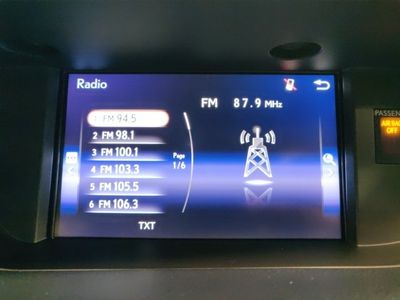 Radio
FM 87.9 MHz
1 FM 94.5
2 FM 98.1
3 FM 100.1
4 FM 103.3
5 FM 105.5
6 FM 106.3
Page
1/6
TXT
PASSEN
AIR BAG
OFF